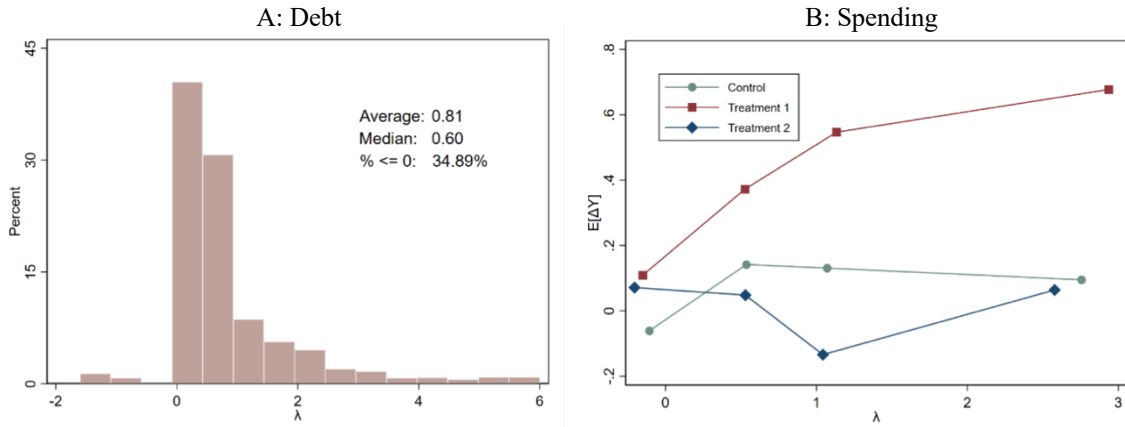 A: Debt
45
30
15
0
Percent
Average: 0.81
Median: 0.60
% <= 0: 34.89%
-2
0
2
4
6
λ
B: Spending
.8
.6
.4
.2
0
-.2
E[ΔY]
Control
Treatment 1
Treatment 2
0
1
2
3
λ